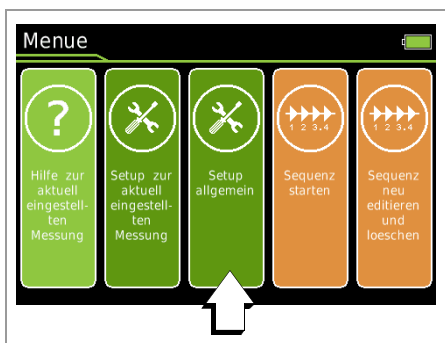 Menue
?
Hilfe zur
aktuell
eingestell-
ten
Messung
Setup zur
aktuell
eingestell-
ten
Messung
Setup
allgemein
1 2 3.4
Sequenz
starten
1 2 3.4
Sequenz
neu
editieren
und
loeschen